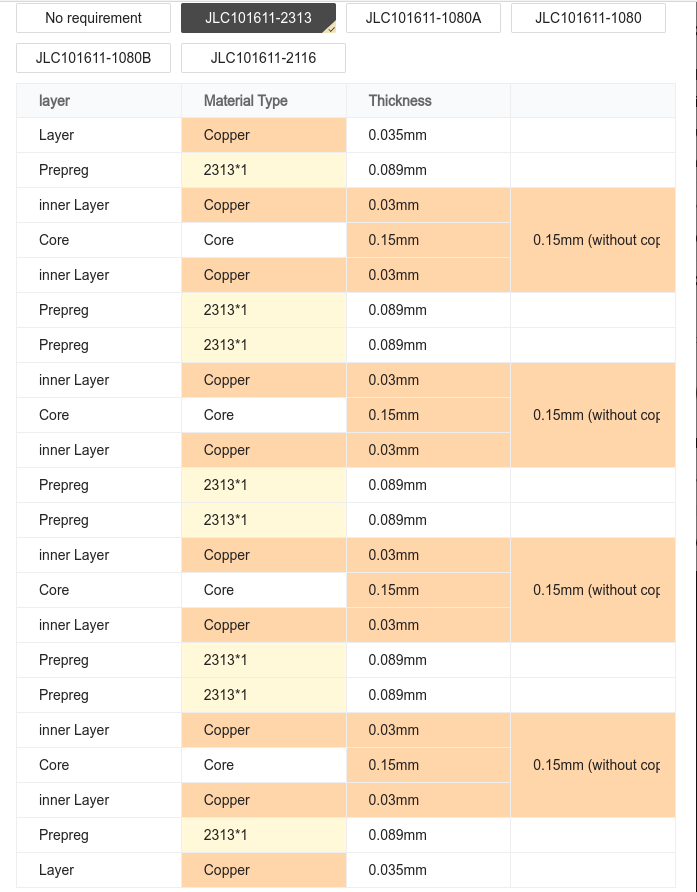 No requirement JLC101611-2313 JLC101611-1080A JLC101611-1080
JLC101611-1080B JLC101611-2116
layer Material Type Thickness
Layer Copper 0.035mm
Prepreg 2313*1 0.089mm
inner Layer Copper 0.03mm
Core Core 0.15mm 0.15mm (without cop
inner Layer Copper 0.03mm
Prepreg 2313*1 0.089mm
Prepreg 2313*1 0.089mm
inner Layer Copper 0.03mm
Core Core 0.15mm 0.15mm (without cop
inner Layer Copper 0.03mm
Prepreg 2313*1 0.089mm
Prepreg 2313*1 0.089mm
inner Layer Copper 0.03mm
Core Core 0.15mm 0.15mm (without cop
inner Layer Copper 0.03mm
Prepreg 2313*1 0.089mm
Prepreg 2313*1 0.089mm
inner Layer Copper 0.03mm
Core Core 0.15mm 0.15mm (without cop
inner Layer Copper 0.03mm
Prepreg 2313*1 0.089mm
Layer Copper 0.035mm